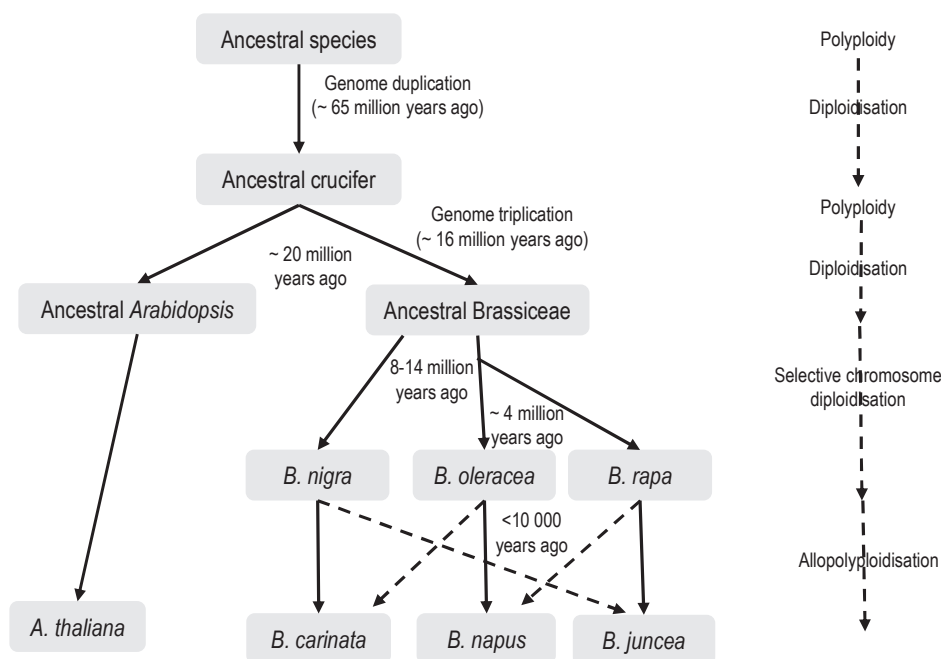 Ancestral species
Polyploidy
Genome duplication
(~ 65 million years ago)
Diploidisation
Ancestral crucifer
Polyploidy
Genome triplication
(~ 16 million years ago)
~ 20 million
years ago
Diploidisation
Ancestral Arabidopsis
Ancestral Brassiceae
8-14 million
years ago
Selective chromosome
diploidisation
~ 4 million
years ago
B. nigra
B. oleracea
B. rapa
<10 000
years ago
Allopolyploidisation
A. thaliana
B. carinata
B. napus
B. juncea